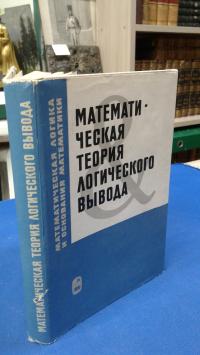 МАТЕМАТИ-
ЧЕСКАЯ
ТЕОРИЯ
ЛОГИЧЕСКОГО
ВЫВОДА
&
МАТЕМАТИЧЕСКАЯ ЛОГИКА
И ОСНОВАНИЯ МАТЕМАТИКИ
МАТЕМАТИЧЕСКАЯ ТЕОРИЯ ЛОГИЧЕСКОГО ВЫВОДА